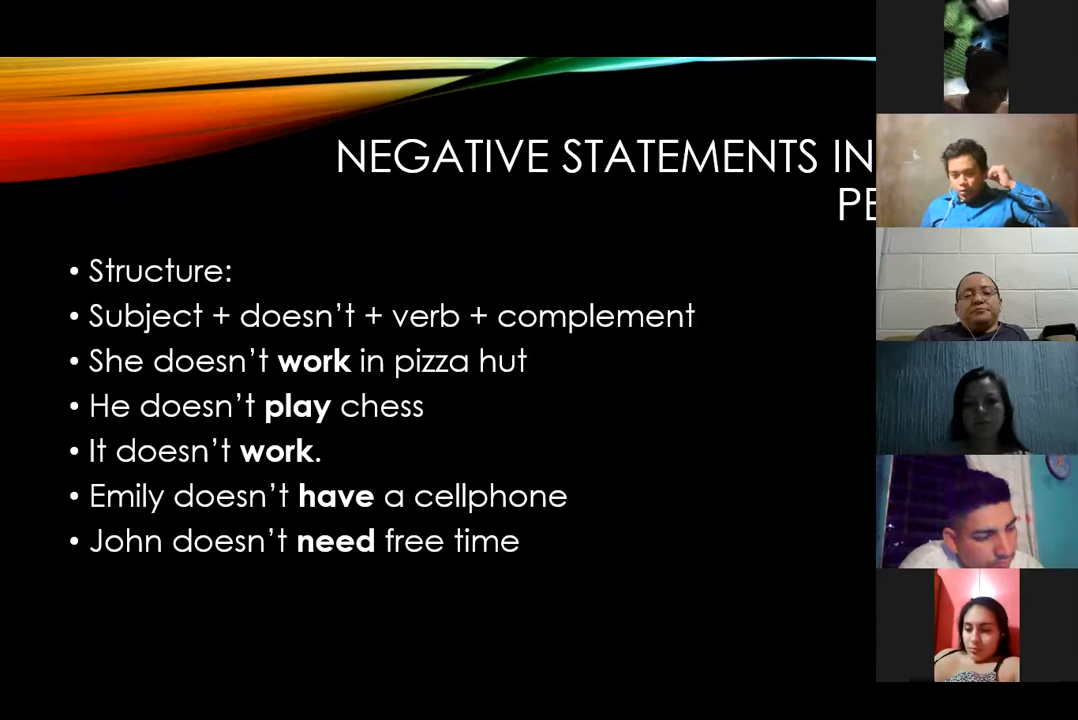 NEGATIVE STATEMENTS IN
• Structure:
• Subject + doesn’t + verb + complement
• She doesn’t work in pizza hut
• He doesn’t play chess
• It doesn’t work.
• Emily doesn’t have a cellphone
• John doesn’t need free time